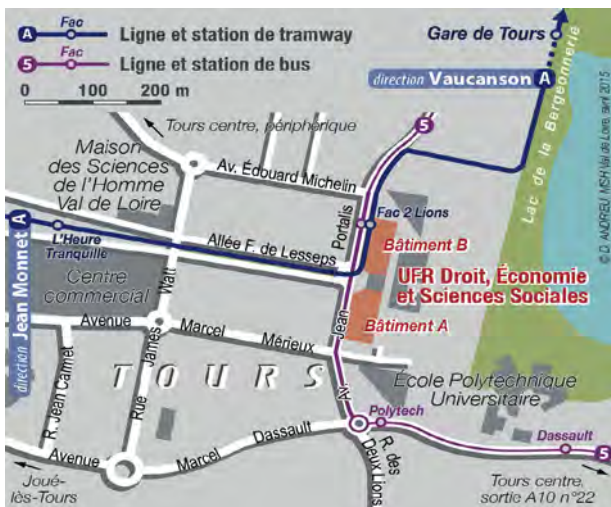 A Fac Ligne et station de tramway
5 Fac Ligne et station de bus
0 100 200 m
Gare de Tours
direction Vaucanson A
Tours centre, périphérique
5
Maison
des Sciences
de l'Homme
Val de Loire
Av. Édouard Michelin
Lac de la Bergeonnerie
© D. ANDRIEU, MSH Val de Loire, avril 2015
direction Jean Monnet A
L'Heure
Tranquille
Allée F. de Lesseps
Fac 2 Lions
Bâtiment B
UFR Droit, Économie
et Sciences Sociales
Bâtiment A
Centre
commercial
Av. Jean Portalis
Rue James Watt
Avenue Marcel Mérieux
R. Jean Carmet
TOURS
École Polytechnique
Universitaire
Polytech
Avenue Marcel Dassault
R. des
Deux Lions
Dassault
5
Joué-
lès-Tours
Tours centre,
sortie A10 n°22